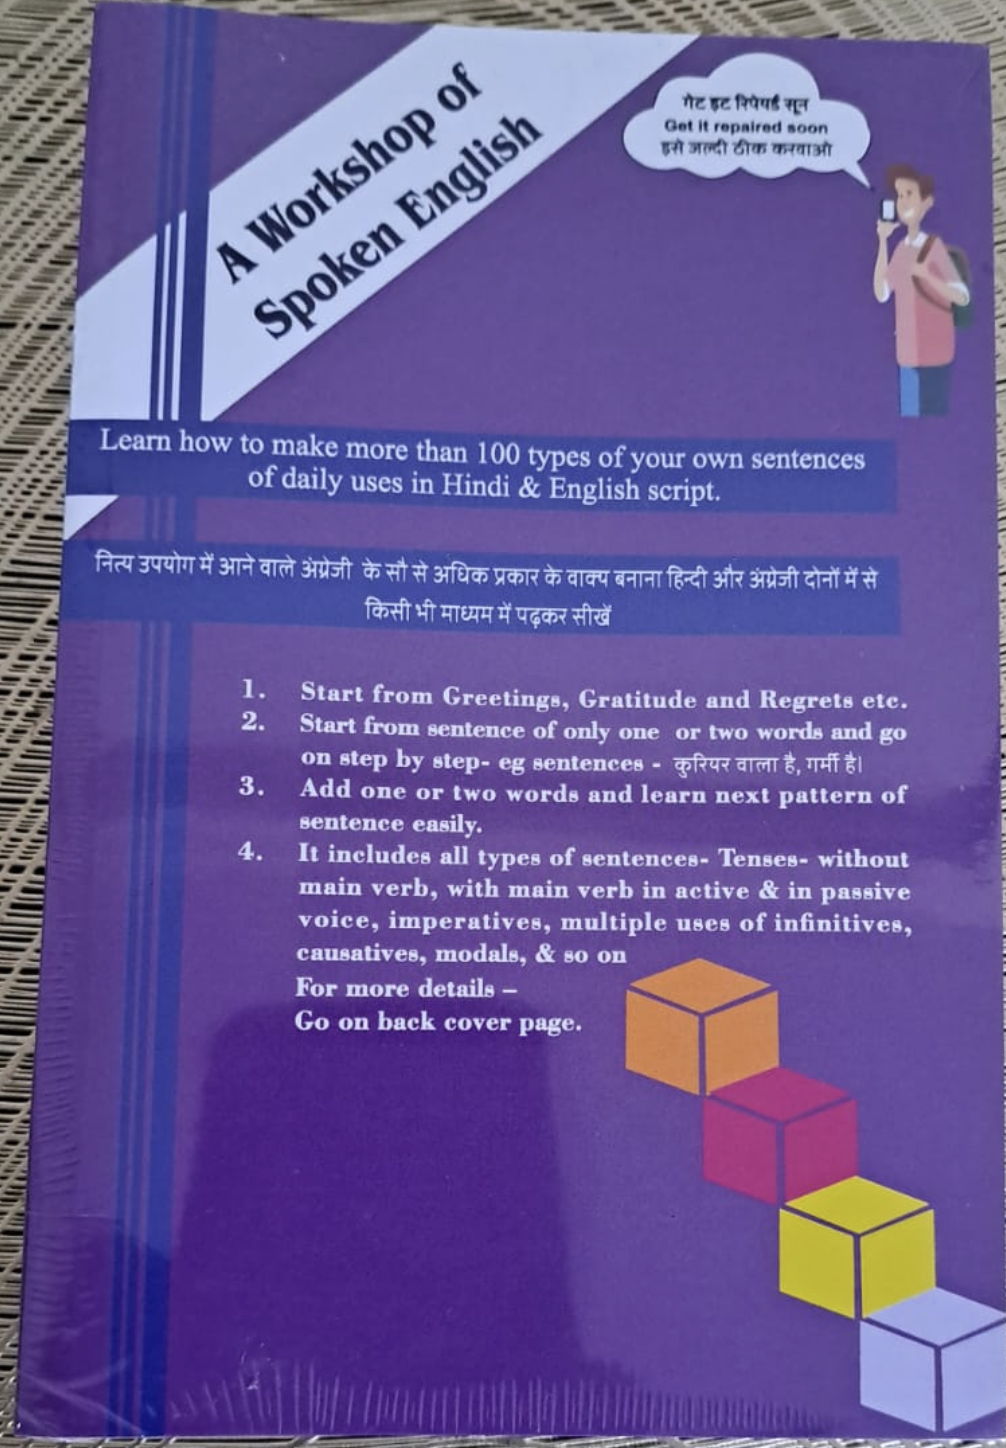 A Workshop of
Spoken English
गेट इट रिपेयर्ड सून
Get it repaired soon
इसे जल्दी ठीक करवाओ
Learn how to make more than 100 types of your own sentences
of daily uses in Hindi & English script.
नित्य उपयोग में आने वाले अंग्रेजी के सौ से अधिक प्रकार के वाक्य बनाना हिन्दी और अंग्रेजी दोनों में से
किसी भी माध्यम में पढ़कर सीखें
1. Start from Greetings, Gratitude and Regrets etc.
2. Start from sentence of only one or two words and go
on step by step- eg sentences - कुरियर वाला है, गर्मी है।
3. Add one or two words and learn next pattern of
sentence easily.
4. It includes all types of sentences- Tenses- without
main verb, with main verb in active & in passive
voice, imperatives, multiple uses of infinitives,
causatives, modals, & so on
For more details –
Go on back cover page.